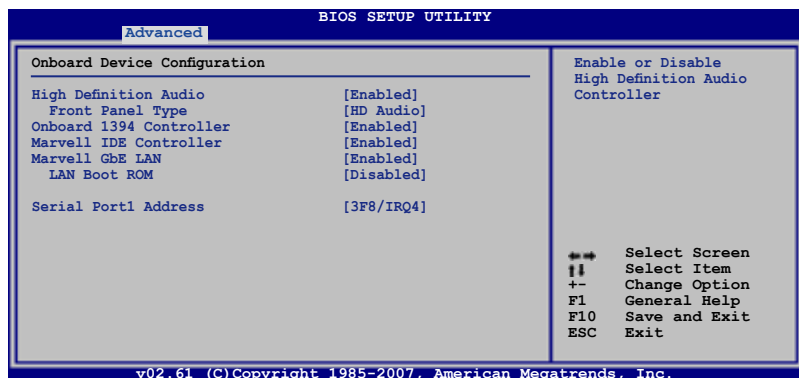 BIOS SETUP UTILITY
Advanced
Onboard Device Configuration
High Definition Audio [Enabled]
Front Panel Type [HD Audio]
Onboard 1394 Controller [Enabled]
Marvell IDE Controller [Enabled]
Marvell GbE LAN [Enabled]
LAN Boot ROM [Disabled]
Serial Port1 Address [3F8/IRQ4]
Enable or Disable
High Definition Audio
Controller
←→ Select Screen
↑↓ Select Item
+- Change Option
F1 General Help
F10 Save and Exit
ESC Exit
v02.61 (C)Copyright 1985-2007, American Megatrends, Inc.